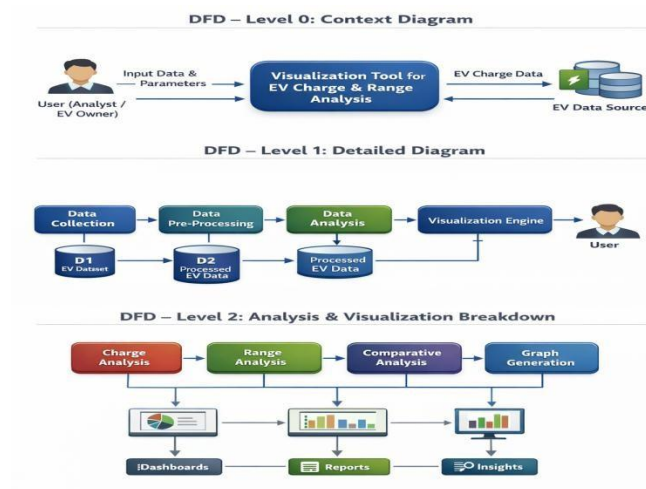 DFD – Level 0: Context Diagram
Input Data &
Parameters
User (Analyst /
EV Owner)
Visualization Tool for
EV Charge & Range
Analysis
EV Charge Data
EV Data Source
DFD – Level 1: Detailed Diagram
Data
Collection
Data
Pre-Processing
Data
Analysis
Visualization Engine
User
D1
EV Dataset
D2
Processed
EV Data
Processed
EV Data
DFD – Level 2: Analysis & Visualization Breakdown
Charge
Analysis
Range
Analysis
Comparative
Analysis
Graph
Generation
Dashboards
Reports
Insights